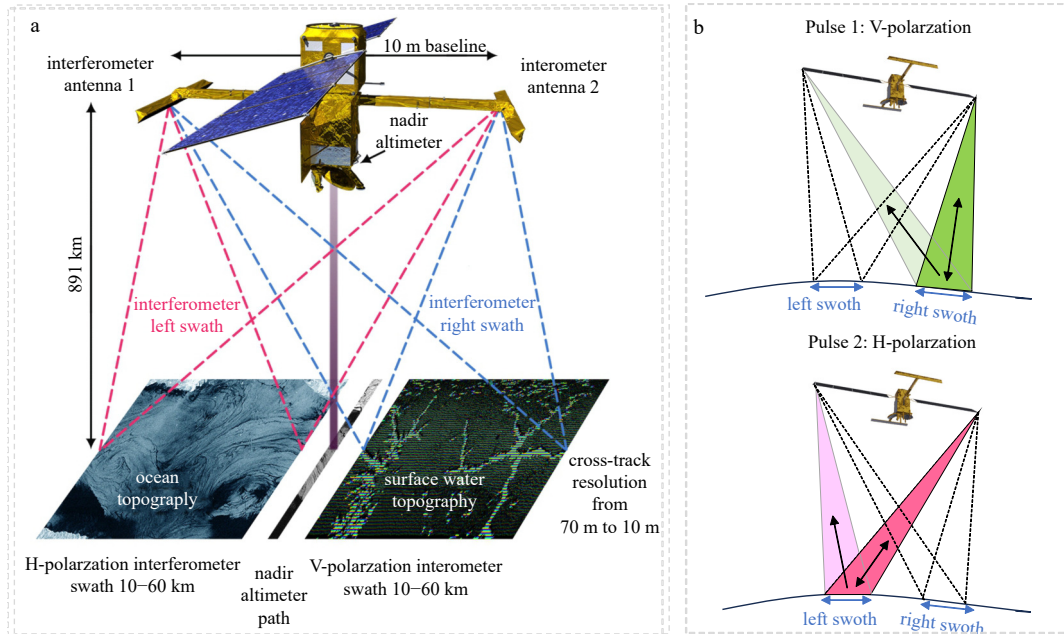 a
10 m baseline
interferometer
antenna 1
interometer
antenna 2
nadir
altimeter
891 km
interferometer
left swath
interferometer
right swath
ocean
topograply
surface water
topography
cross-track
resolution
from
70 m to 10 m
H-polarzation interferometer
swath 10−60 km
nadir
altimeter
path
V-polarzation interometer
swath 10−60 km
b
Pulse 1: V-polarzation
left swoth
right swoth
Pulse 2: H-polarzation
left swoth
right swoth